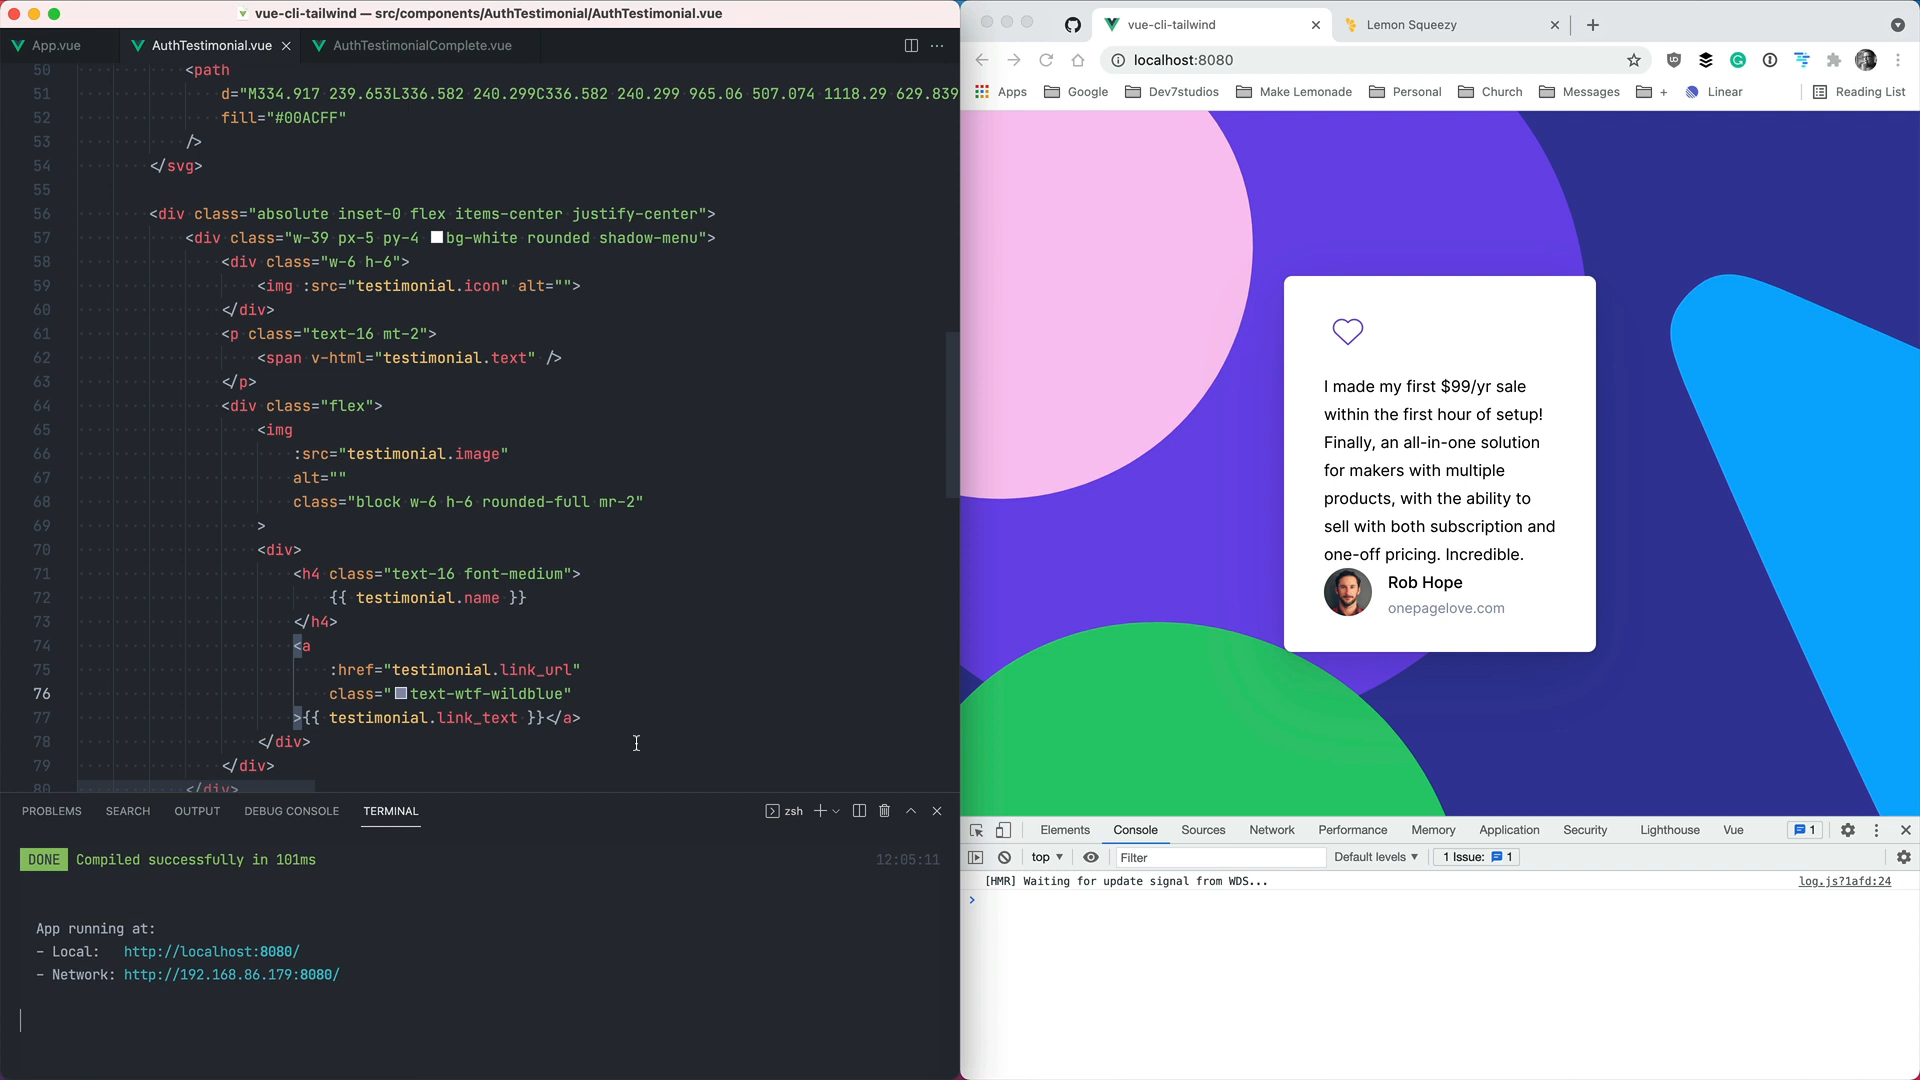 vue-cli-tailwind — src/components/AuthTestimonial/AuthTestimonial.vue
App.vue
AuthTestimonial.vue
AuthTestimonialComplete.vue
50 <path
51 d="M334.917 239.653L336.582 240.299C336.582 240.299 965.06 507.074 1118.29 629.839
52 fill="#00ACFF"
53 />
54 </svg>
55
56 <div class="absolute inset-0 flex items-center justify-center">
57 <div class="w-39 px-5 py-4 bg-white rounded shadow-menu">
58 <div class="w-6 h-6">
59 <img :src="testimonial.icon" alt="">
60 </div>
61 <p class="text-16 mt-2">
62 <span v-html="testimonial.text" />
63 </p>
64 <div class="flex">
65 <img
66 :src="testimonial.image"
67 alt=""
68 class="block w-6 h-6 rounded-full mr-2"
69 >
70 <div>
71 <h4 class="text-16 font-medium">
72 {{ testimonial.name }}
73 </h4>
74 <a
75 :href="testimonial.link_url"
76 class="text-wtf-wildblue"
77 >{{ testimonial.link_text }}</a>
78 </div>
79 </div>
80 </div>
PROBLEMS SEARCH OUTPUT DEBUG CONSOLE TERMINAL
zsh
DONE Compiled successfully in 101ms 12:05:11
App running at:
- Local: http://localhost:8080/
- Network: http://192.168.86.179:8080/
vue-cli-tailwind
Lemon Squeezy
localhost:8080
Apps Google Dev7studios Make Lemonade Personal Church Messages + Linear Reading List
I made my first $99/yr sale
within the first hour of setup!
Finally, an all-in-one solution
for makers with multiple
products, with the ability to
sell with both subscription and
one-off pricing. Incredible.
Rob Hope
onepagelove.com
Elements Console Sources Network Performance Memory Application Security Lighthouse Vue 1
top Filter Default levels 1 Issue: 1
[HMR] Waiting for update signal from WDS... log.js?1afd:24